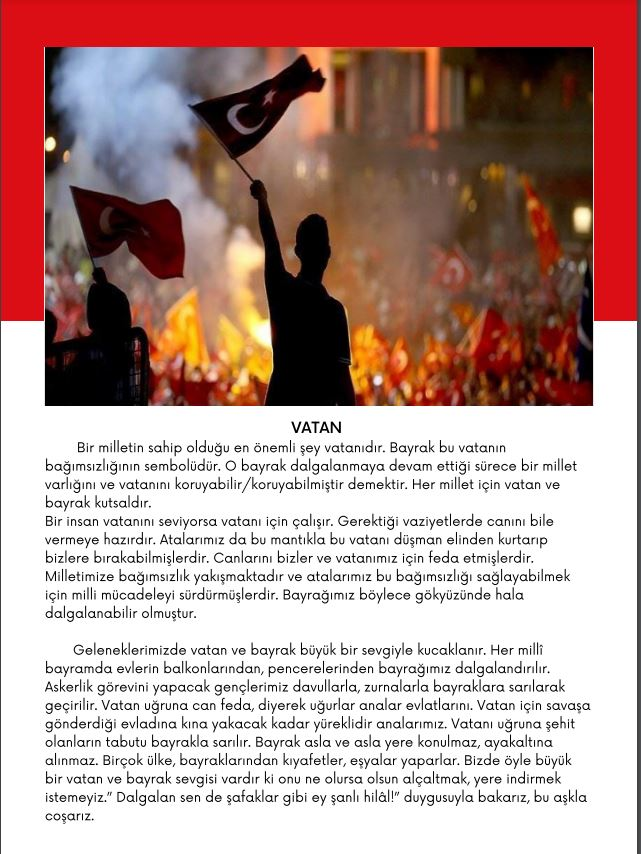 VATAN
Bir milletin sahip olduğu en önemli şey vatanıdır. Bayrak bu vatanın
bağımsızlığının sembolüdür. O bayrak dalgalanmaya devam ettiği sürece bir millet
varlığını ve vatanını koruyabilir/koruyabilmiştir demektir. Her millet için vatan ve
bayrak kutsaldır.
Bir insan vatanını seviyorsa vatanı için çalışır. Gerektiği vaziyetlerde canını bile
vermeye hazırdır. Atalarımız da bu mantıkla bu vatanı düşman elinden kurtarıp
bizlere bırakabilmişlerdir. Canlarını bizler ve vatanımız için feda etmişlerdir.
Milletimize bağımsızlık yakışmaktadır ve atalarımız bu bağımsızlığı sağlayabilmek
için milli mücadeleyi sürdürmüşlerdir. Bayrağımız böylece gökyüzünde hala
dalgalanabilir olmuştur.
Geleneklerimizde vatan ve bayrak büyük bir sevgiyle kucaklanır. Her millî
bayramda evlerin balkonlarından, pencerelerinden bayrağımız dalgalandırılır.
Askerlik görevini yapacak gençlerimiz davullarla, zurnalarla bayraklara sarılarak
geçirilir. Vatan uğruna can feda, diyerek uğurlar analar evlatlarını. Vatan için savaşa
gönderdiği evladına kına yakacak kadar yüreklidir analarımız. Vatanı uğruna şehit
olanların tabutu bayrakla sarılır. Bayrak asla ve asla yere konulmaz, ayakaltına
alınmaz. Birçok ülke, bayraklarından kıyafetler, eşyalar yaparlar. Bizde öyle büyük
bir vatan ve bayrak sevgisi vardır ki onu ne olursa olsun alçaltmak, yere indirmek
istemeyiz.” Dalgalan sen de şafaklar gibi ey şanlı hilâl!” duygusuyla bakarız, bu aşkla
coşarız.